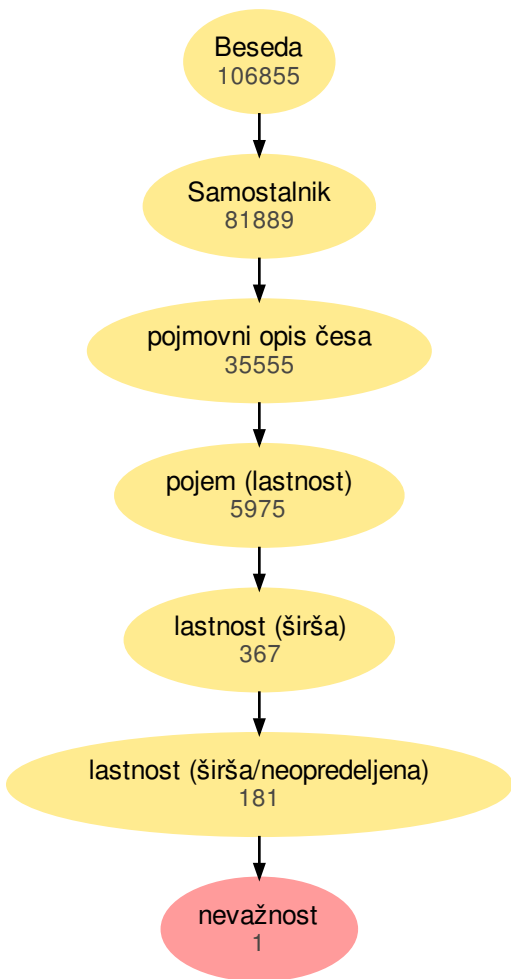 Beseda
106855
Samostalnik
81889
pojmovni opis česa
35555
pojem (lastnost)
5975
lastnost (širša)
367
lastnost (širša/neopredeljena)
181
nevažnost
1